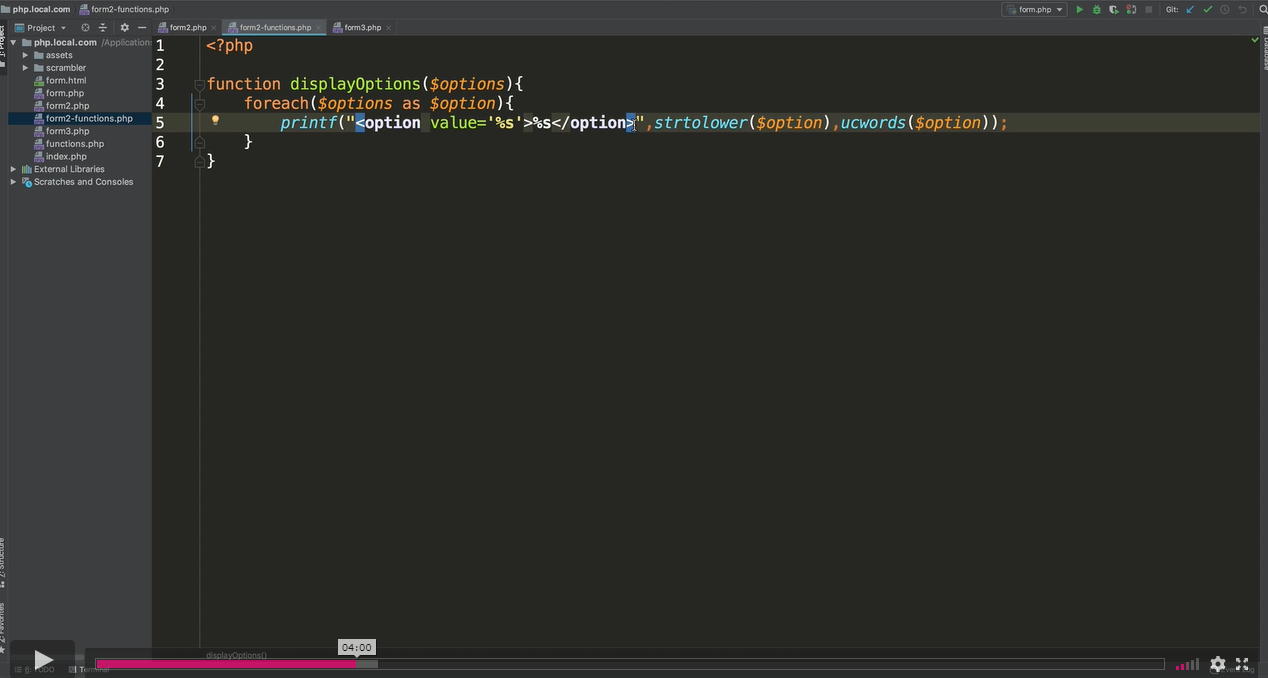 php.local.com form2-functions.php form.php Git:
Project form2.php form2-functions.php form3.php
php.local.com /Applications
assets
scrambler
form.html
form.php
form2.php
form2-functions.php
form3.php
functions.php
index.php
External Libraries
Scratches and Consoles
1 <?php
2
3 function displayOptions($options){
4 foreach($options as $option){
5 printf("<option value='%s'>%s</option>",strtolower($option),ucwords($option));
6 }
7 }
Database
Z: Structure
2: Favorites
displayOptions()
04:00
6: TODO Terminal